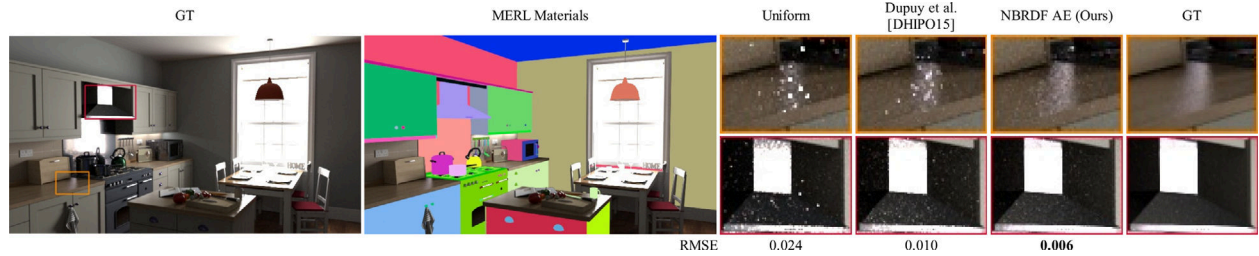 GT
MERL Materials
Uniform
Dupuy et al.
[DHIPO15]
NBRDF AE (Ours)
GT
RMSE
0.024
0.010
0.006